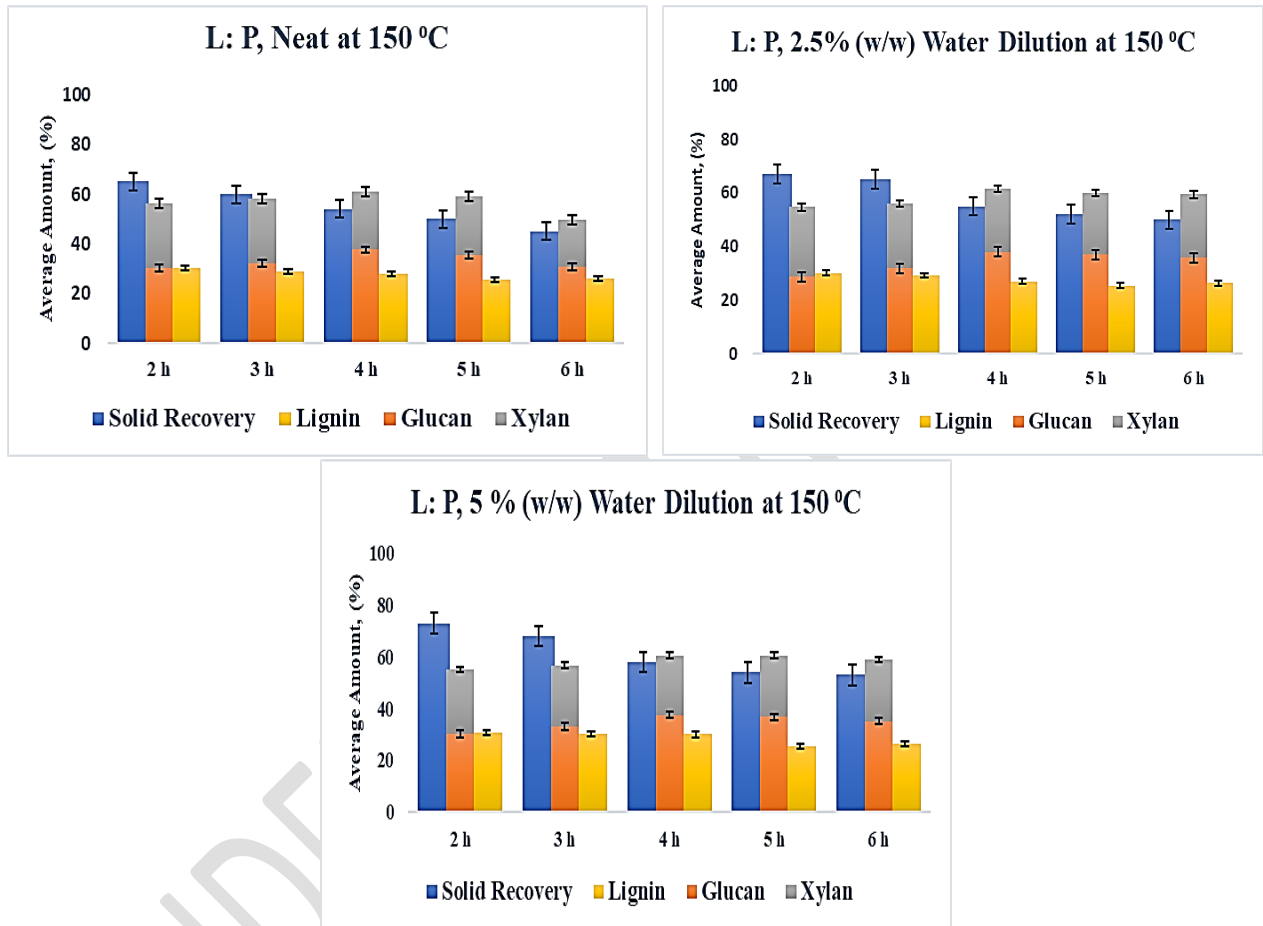 L: P, Neat at 150 ⁰C
Average Amount, (%)
100
80
60
40
20
0
2 h 3 h 4 h 5 h 6 h
Solid Recovery Lignin Glucan Xylan
L: P, 2.5% (w/w) Water Dilution at 150 ⁰C
Average Amount, (%)
100
80
60
40
20
0
2 h 3 h 4 h 5 h 6 h
Solid Recovery Lignin Glucan Xylan
L: P, 5 % (w/w) Water Dilution at 150 ⁰C
Average Amount, (%)
100
80
60
40
20
0
2 h 3 h 4 h 5 h 6 h
Solid Recovery Lignin Glucan Xylan